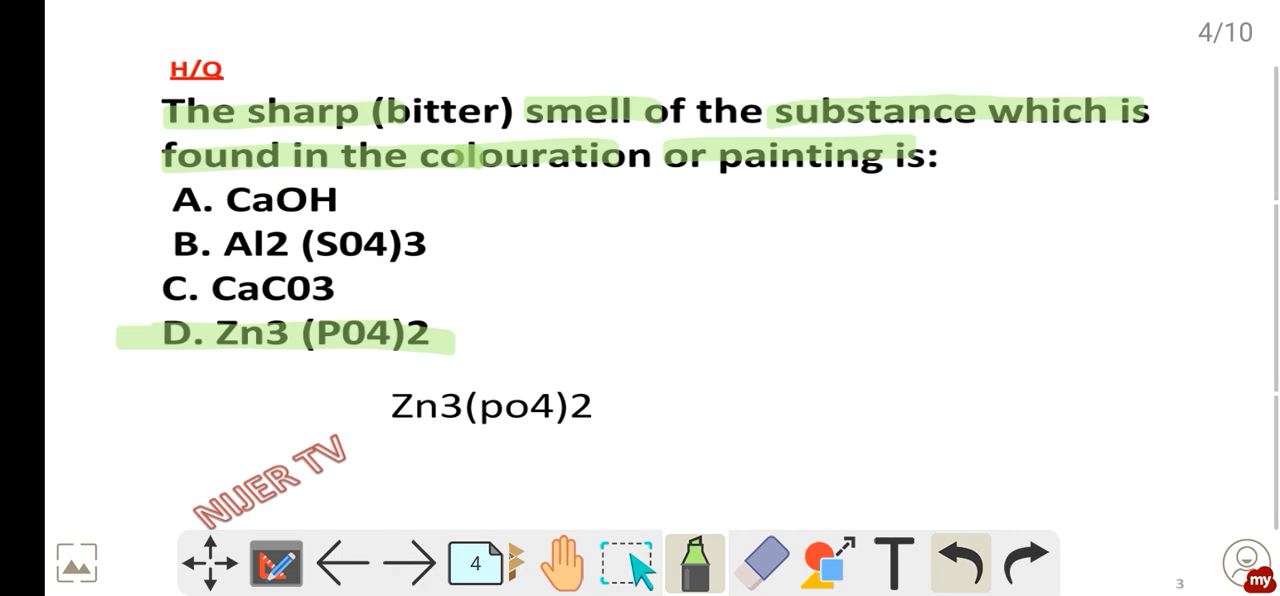 4/10
H/Q
The sharp (bitter) smell of the substance which is
found in the colouration or painting is:
A. CaOH
B. Al2 (S04)3
C. CaC03
D. Zn3 (P04)2
Zn3(po4)2
NIJER TV
4
T
3
my